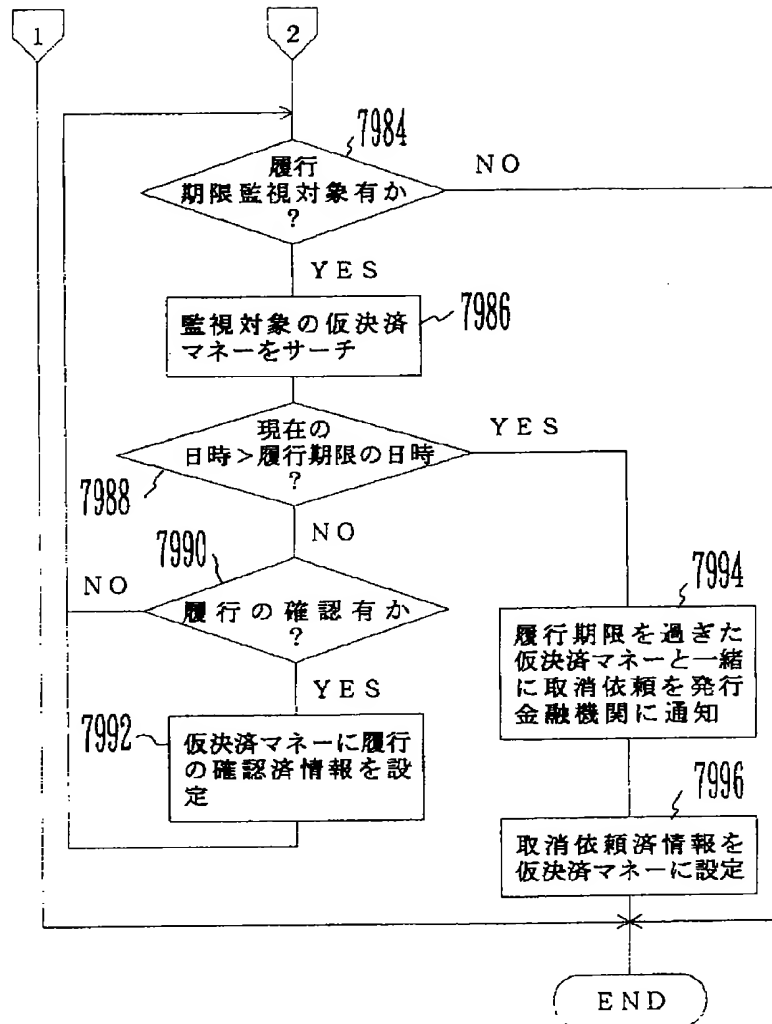 1
2
7984
履行
期限監視対象有か
?
NO
YES
7986
監視対象の仮決済
マネーをサーチ
現在の
日時>履行期限の日時
?
YES
7988
NO
7990
NO
履行の確認有か
?
YES
7992
仮決済マネーに履行
の確認済情報を設
定
7994
履行期限を過ぎた
仮決済マネーと一緒
に取消依頼を発行
金融機関に通知
7996
取消依頼済情報を
仮決済マネーに設定
END